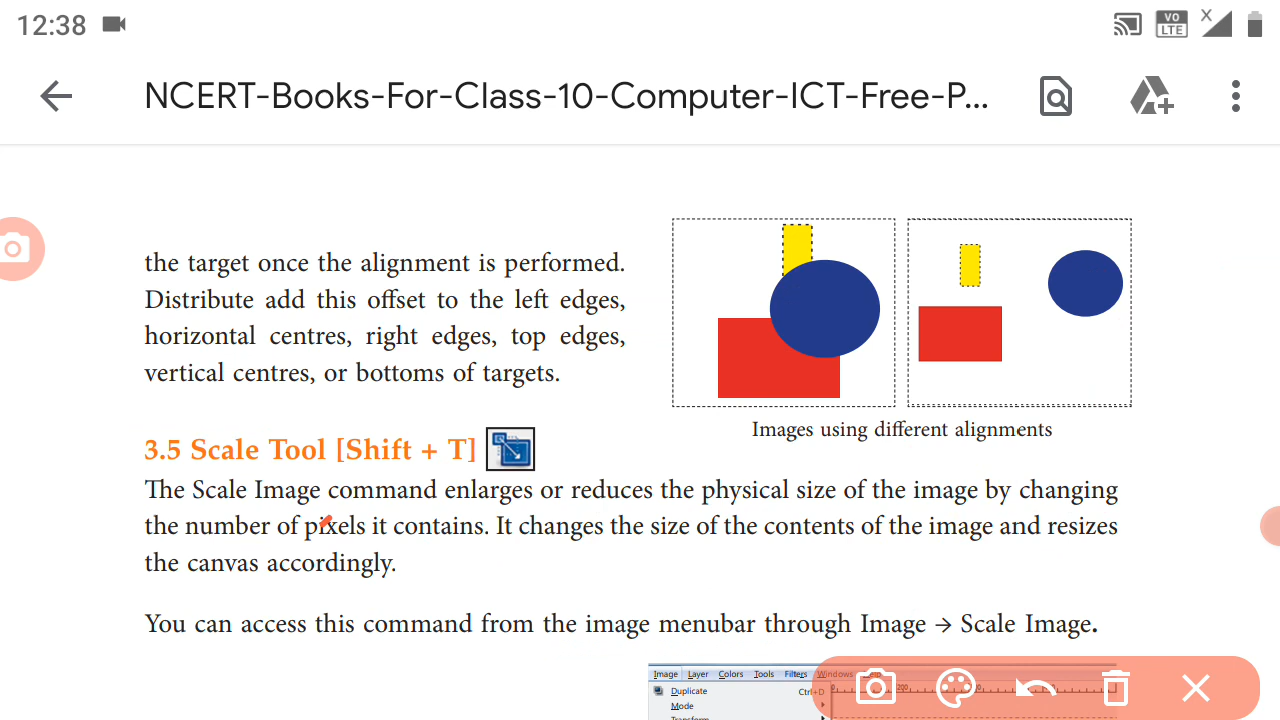 12:38
VO
LTE
X
NCERT-Books-For-Class-10-Computer-ICT-Free-P...
the target once the alignment is performed.
Distribute add this offset to the left edges,
horizontal centres, right edges, top edges,
vertical centres, or bottoms of targets.
Images using different alignments
3.5 Scale Tool [Shift + T]
The Scale Image command enlarges or reduces the physical size of the image by changing
the number of pixels it contains. It changes the size of the contents of the image and resizes
the canvas accordingly.
You can access this command from the image menubar through Image → Scale Image.
Image Layer Colors Tools Filters Windows Help
Duplicate Ctrl+D
Mode